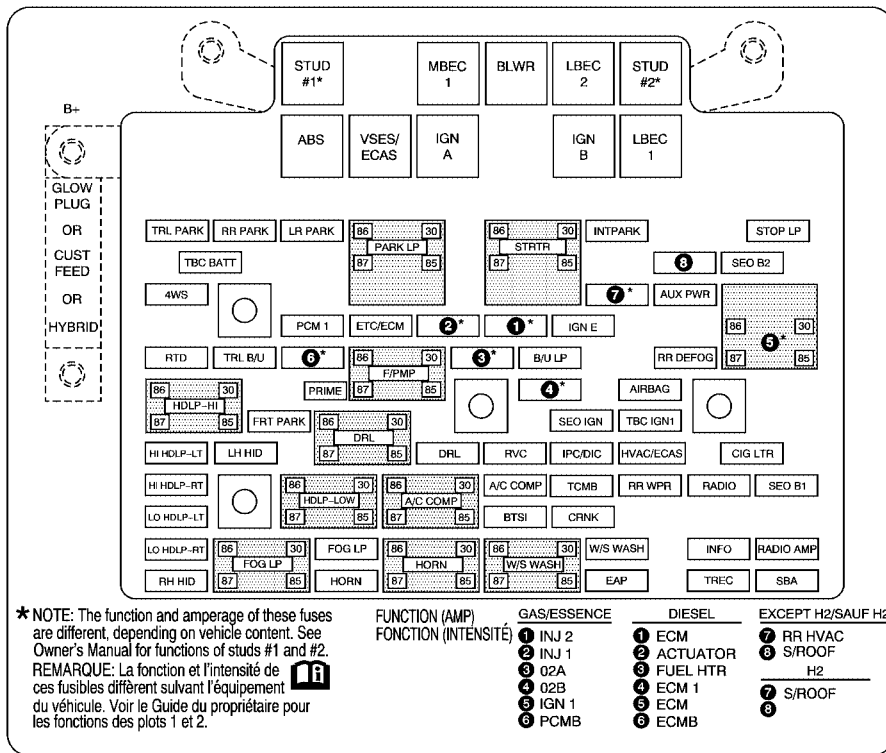 STUD #1*
MBEC 1
BLWR
LBEC 2
STUD #2*
B+
ABS
VSES/ ECAS
IGN A
IGN B
LBEC 1
GLOW PLUG
OR
CUST FEED
OR
HYBRID
TRL PARK
RR PARK
LR PARK
86 30
PARK LP
87 85
86 30
STRTR
87 85
INTPARK
STOP LP
TBC BATT
8
SEO B2
4WS
7*
AUX PWR
PCM 1
ETC/ECM
2*
1*
IGN E
86 30
5*
87 85
RTD
TRL B/U
6*
86 30
F/PMP
87 85
3*
B/U LP
RR DEFOG
PRIME
4*
AIRBAG
86 30
HDLP-HI
87 85
FRT PARK
86 30
DRL
87 85
SEO IGN
TBC IGN1
HI HDLP-LT
LH HID
DRL
RVC
IPC/DIC
HVAC/ECAS
CIG LTR
HI HDLP-RT
86 30
HDLP-LOW
87 85
86 30
A/C COMP
87 85
A/C COMP
TCMB
RR WPR
RADIO
SEO B1
LO HDLP-LT
BTSI
CRNK
LO HDLP-RT
86 30
FOG LP
87 85
FOG LP
86 30
HORN
87 85
86 30
W/S WASH
87 85
W/S WASH
INFO
RADIO AMP
RH HID
HORN
EAP
TREC
SBA
* NOTE: The function and amperage of these fuses
are different, depending on vehicle content. See
Owner's Manual for functions of studs #1 and #2.
REMARQUE: La fonction et l'intensité de
ces fusibles diffèrent sulvant l'équipement
du véhicule. Voir le Guide du propriétaire pour
les fonctions des plots 1 et 2.
FUNCTION (AMP)
FONCTION (INTENSITÉ)
GAS/ESSENCE
1 INJ 2
2 INJ 1
3 02A
4 02B
5 IGN 1
6 PCMB
DIESEL
1 ECM
2 ACTUATOR
3 FUEL HTR
4 ECM 1
5 ECM
6 ECMB
EXCEPT H2/SAUF H2
7 RR HVAC
8 S/ROOF
H2
7 S/ROOF
8